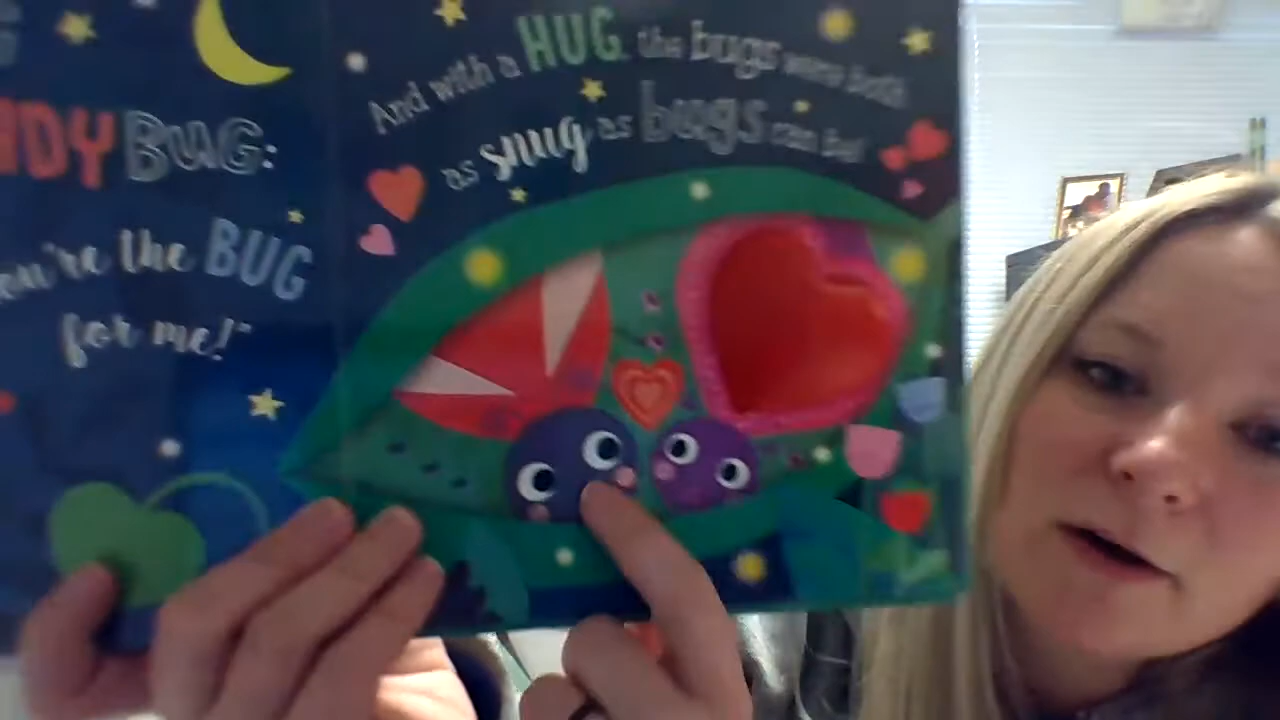 BUG:
you're the BUG
for me!"
And with a HUG the bugs were both
as snug as bugs can be!